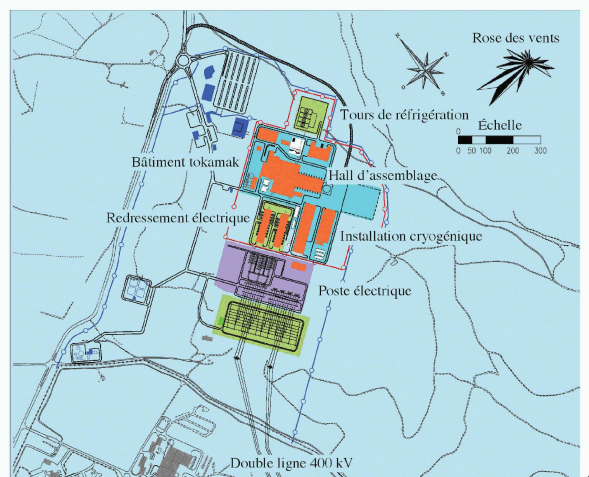 Rose des vents
N
E
O
S
Tours de réfrigération
Échelle
0 50 100 200 300
Bâtiment tokamak
Hall d'assemblage
Redressement électrique
Installation cryogénique
Poste électrique
Double ligne 400 kV